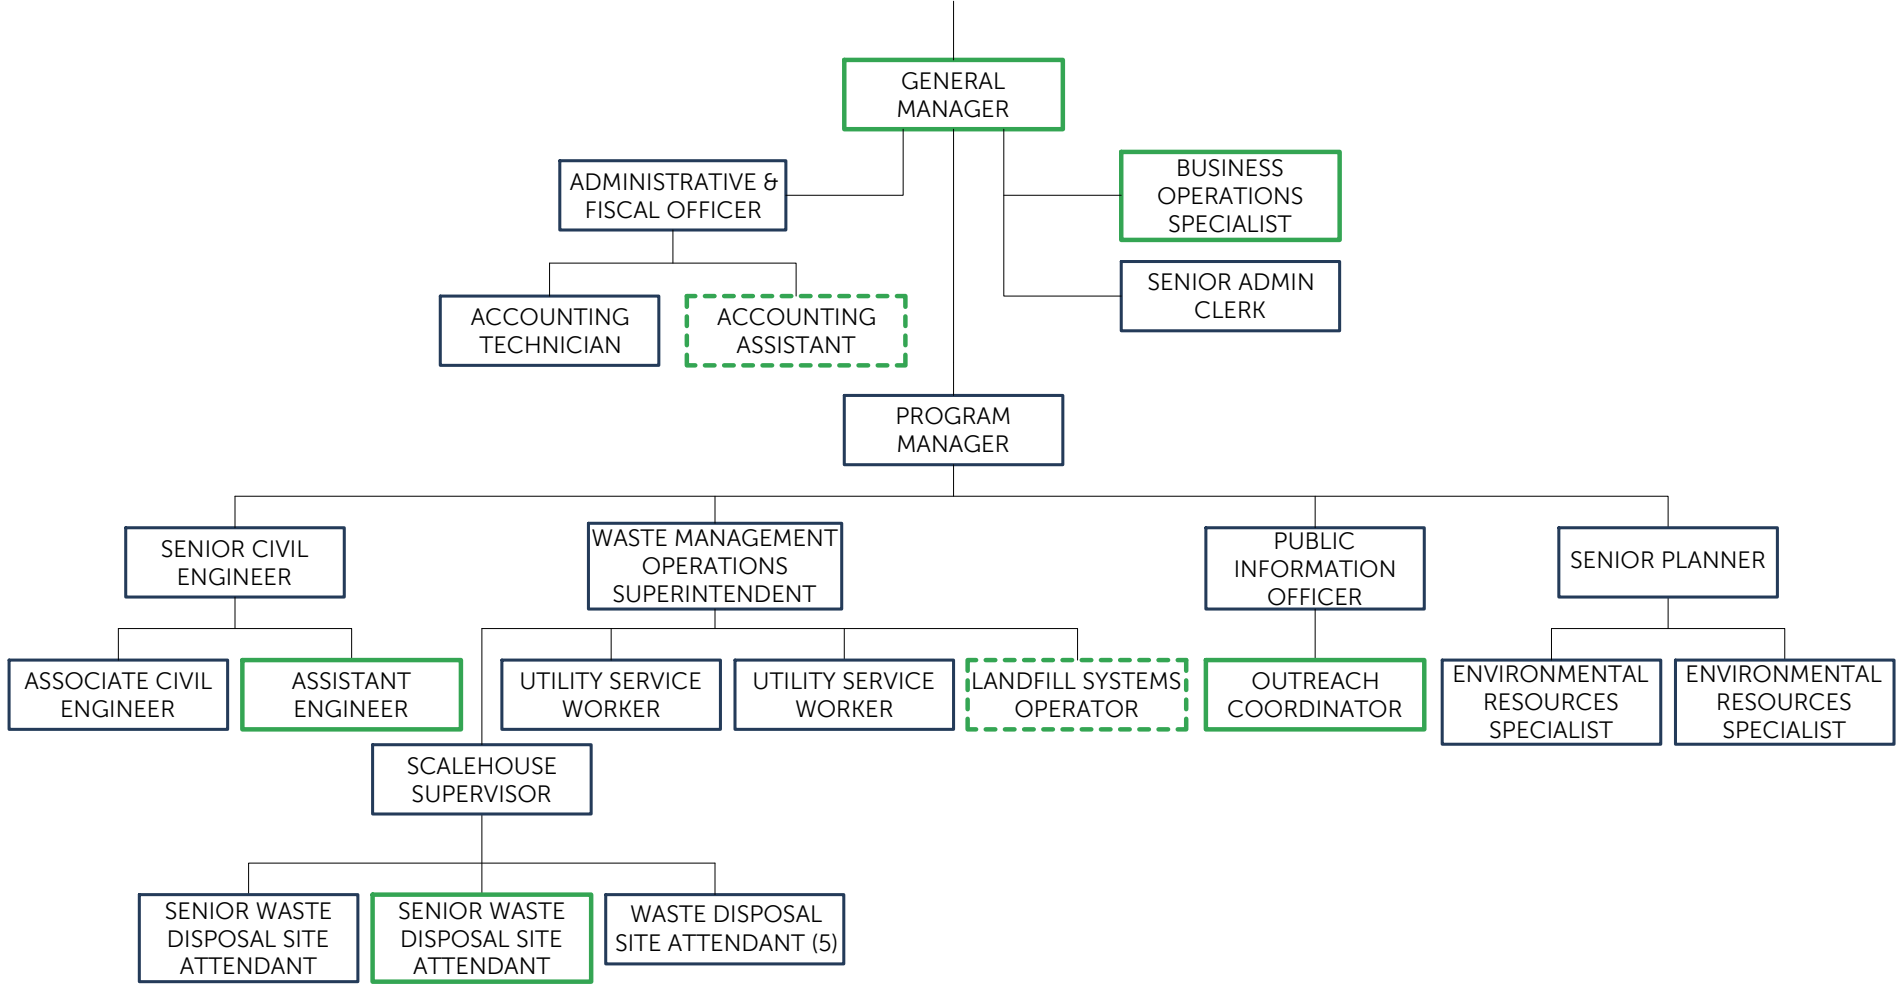 GENERAL
MANAGER
ADMINISTRATIVE &
FISCAL OFFICER
BUSINESS
OPERATIONS
SPECIALIST
SENIOR ADMIN
CLERK
ACCOUNTING
TECHNICIAN
ACCOUNTING
ASSISTANT
PROGRAM
MANAGER
SENIOR CIVIL
ENGINEER
WASTE MANAGEMENT
OPERATIONS
SUPERINTENDENT
PUBLIC
INFORMATION
OFFICER
SENIOR PLANNER
ASSOCIATE CIVIL
ENGINEER
ASSISTANT
ENGINEER
UTILITY SERVICE
WORKER
UTILITY SERVICE
WORKER
LANDFILL SYSTEMS
OPERATOR
OUTREACH
COORDINATOR
ENVIRONMENTAL
RESOURCES
SPECIALIST
ENVIRONMENTAL
RESOURCES
SPECIALIST
SCALEHOUSE
SUPERVISOR
SENIOR WASTE
DISPOSAL SITE
ATTENDANT
SENIOR WASTE
DISPOSAL SITE
ATTENDANT
WASTE DISPOSAL
SITE ATTENDANT (5)